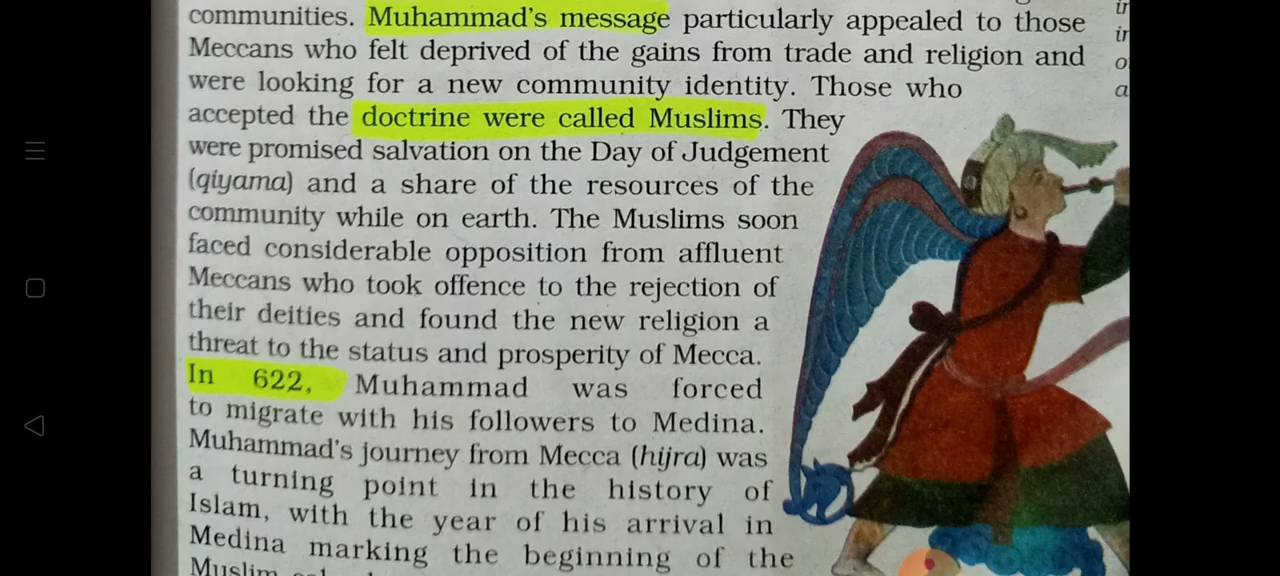 communities. Muhammad's message particularly appealed to those
Meccans who felt deprived of the gains from trade and religion and
were looking for a new community identity. Those who
accepted the doctrine were called Muslims. They
were promised salvation on the Day of Judgement
(qiyama) and a share of the resources of the
community while on earth. The Muslims soon
faced considerable opposition from affluent
Meccans who took offence to the rejection of
their deities and found the new religion a
threat to the status and prosperity of Mecca.
In 622, Muhammad was forced
to migrate with his followers to Medina.
Muhammad's journey from Mecca (hijra) was
a turning point in the history of
Islam, with the year of his arrival in
Medina marking the beginning of the
Muslim